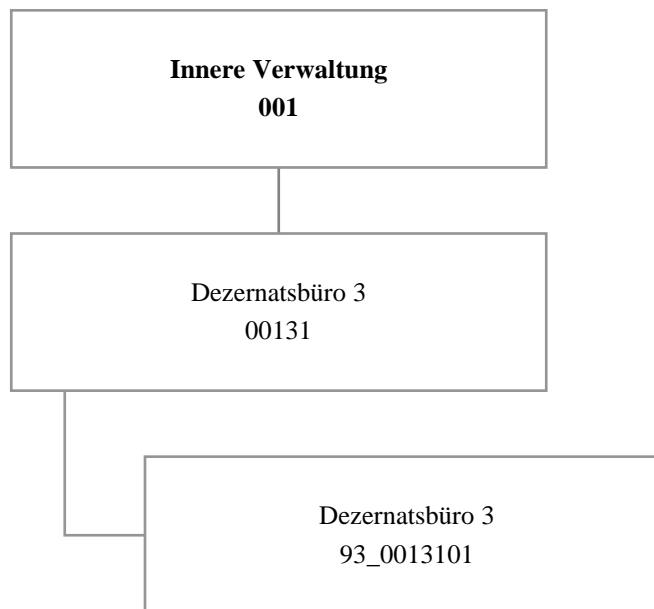 Innere Verwaltung
001
Dezernatsbüro 3
00131
Dezernatsbüro 3
93_0013101